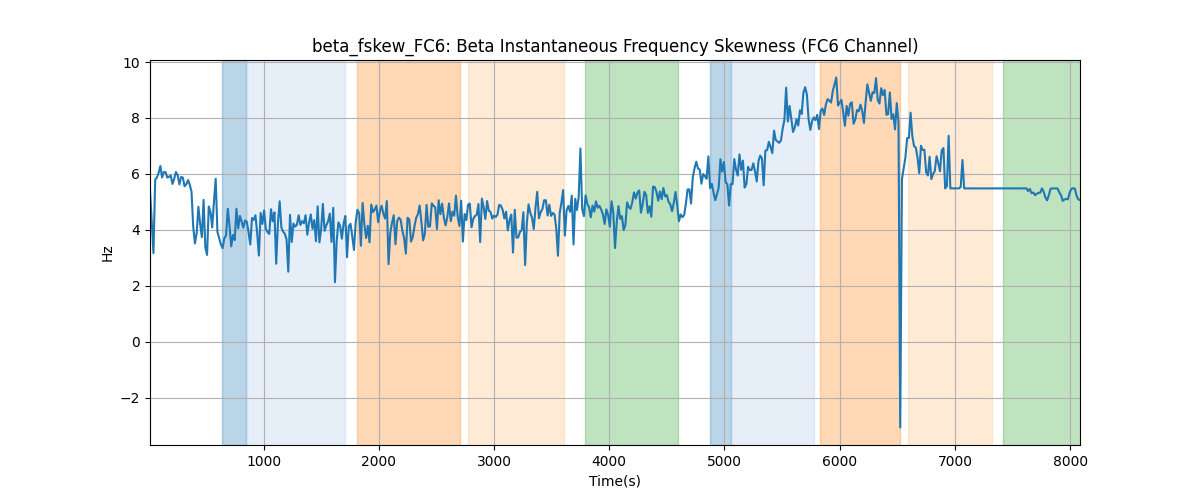 beta_fskew_FC6: Beta Instantaneous Frequency Skewness (FC6 Channel)
10
8
6
4
2
0
−2
Hz
1000 2000 3000 4000 5000 6000 7000 8000
Time(s)